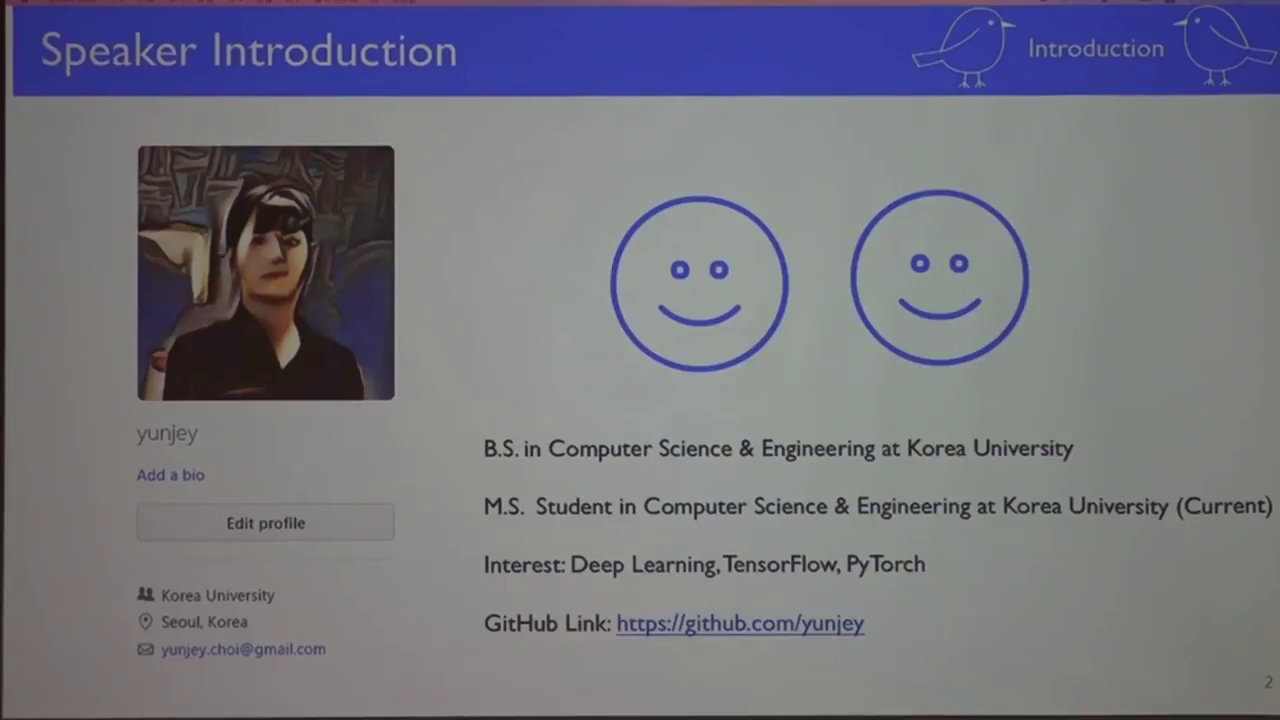 Speaker Introduction
Introduction
yunjey
Add a bio
Edit profile
Korea University
Seoul, Korea
yunjey.choi@gmail.com
B.S. in Computer Science & Engineering at Korea University
M.S. Student in Computer Science & Engineering at Korea University (Current)
Interest: Deep Learning, TensorFlow, PyTorch
GitHub Link: https://github.com/yunjey
2